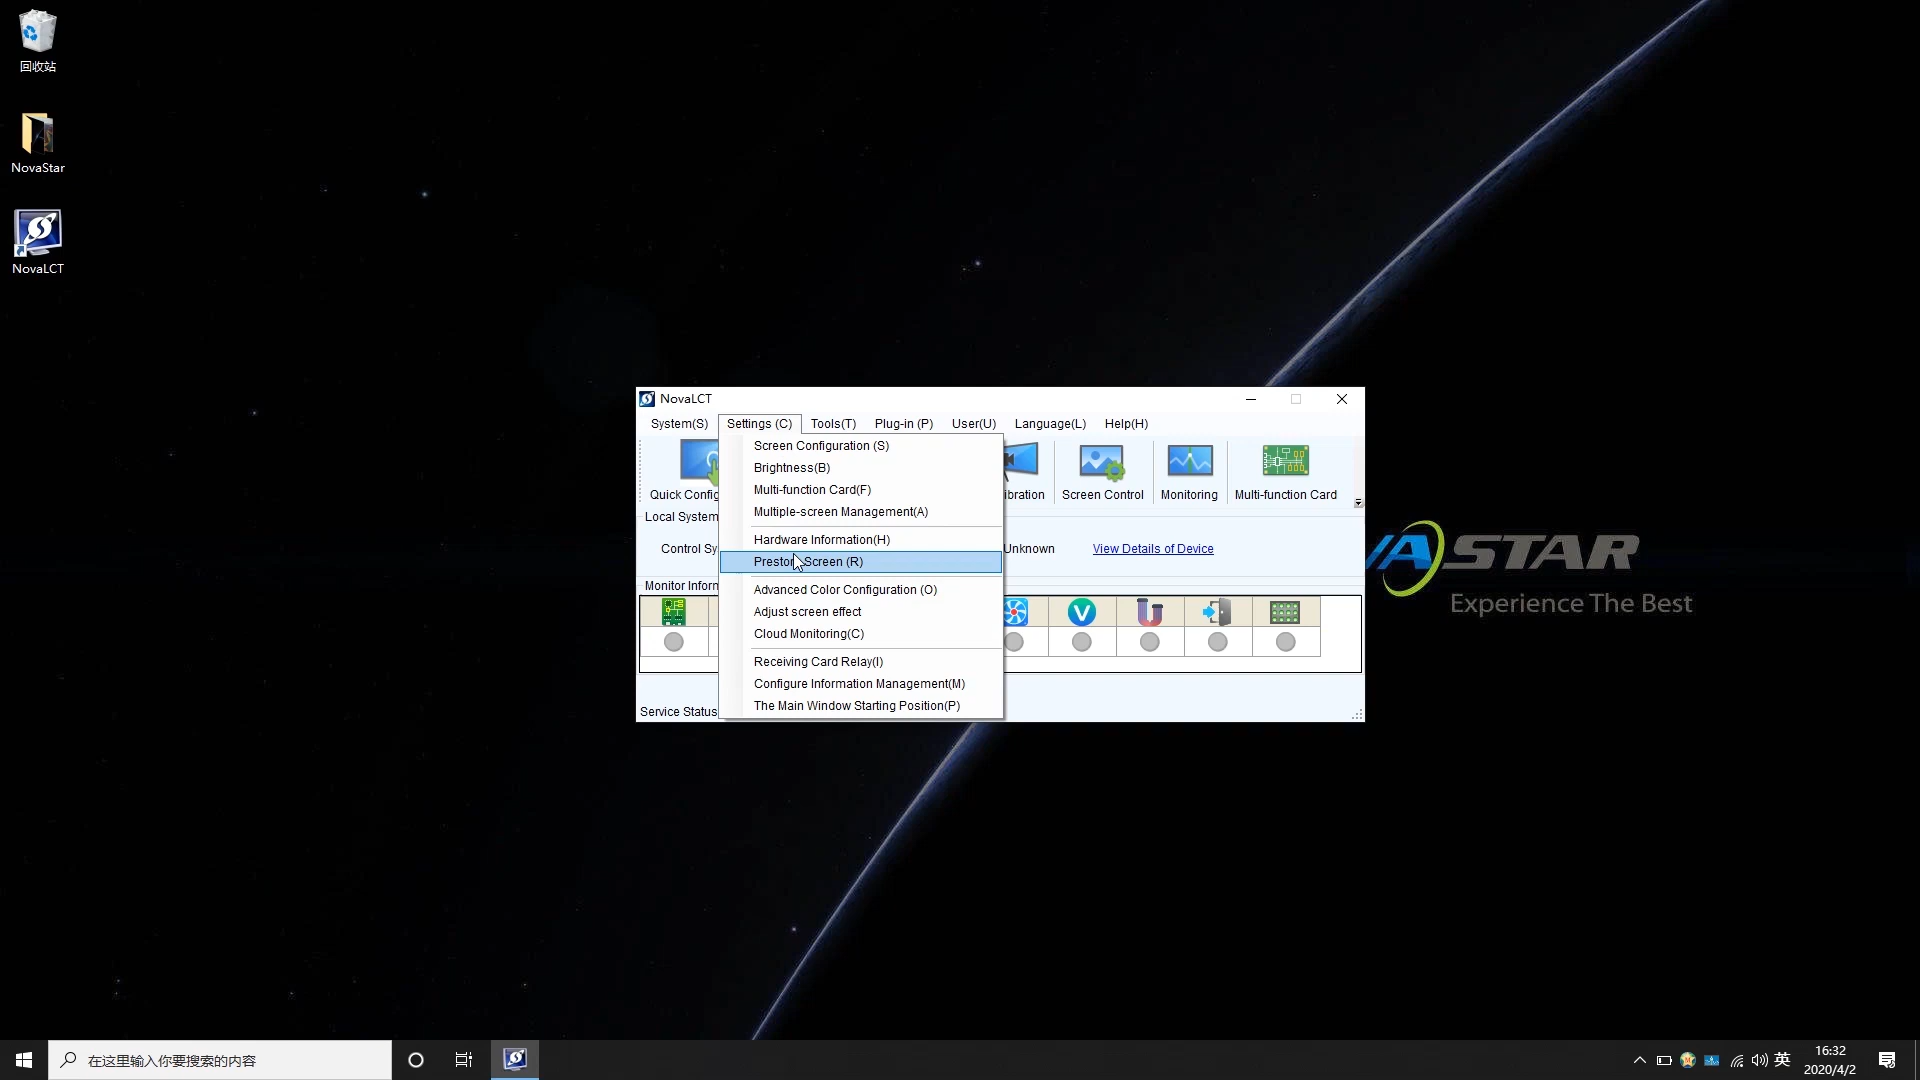 回收站
NovaStar
NovaLCT
NovaLCT
System(S) Settings (C) Tools(T) Plug-in (P) User(U) Language(L) Help(H)
Screen Configuration (S)
Brightness(B)
Multi-function Card(F)
Multiple-screen Management(A)
Hardware Information(H)
Screen (R)
Advanced Color Configuration (O)
Adjust screen effect
Cloud Monitoring(C)
Receiving Card Relay(I)
Configure Information Management(M)
The Main Window Starting Position(P)
Quick Config ibration Screen Control Monitoring Multi-function Card
Local System
Control Sy Unknown View Details of Device
Monitor Inform
V
Service Status
ASTAR
Experience The Best
在这里输入你要搜索的内容
英
16:32
2020/4/2